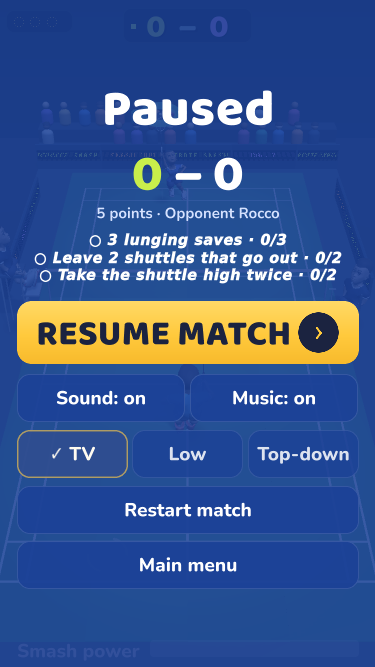 0 – 0
Paused
0 – 0
5 points · Opponent Rocco
3 lunging saves · 0/3
Leave 2 shuttles that go out · 0/2
Take the shuttle high twice · 0/2
RESUME MATCH ›
Sound: on
Music: on
✓ TV
Low
Top-down
Restart match
Main menu
Smash power